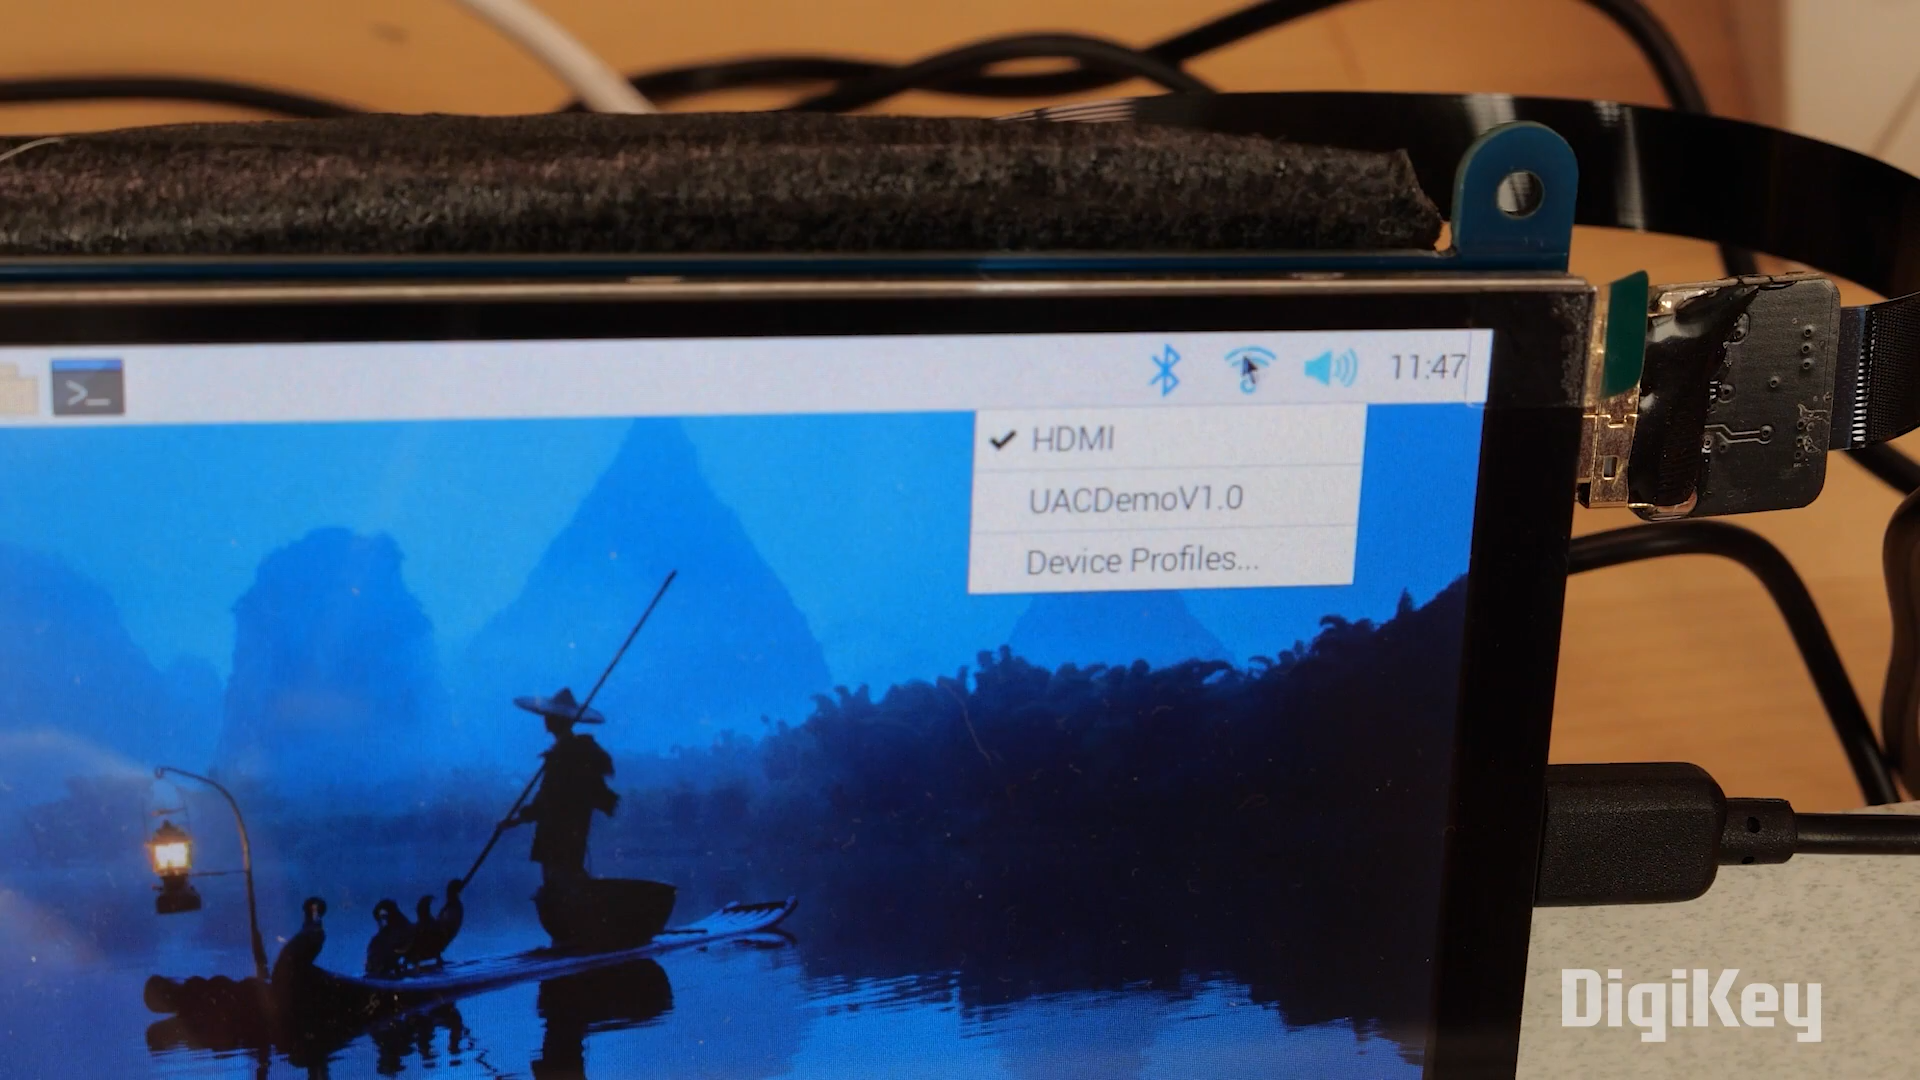 >_
11:47
HDMI
UACDemoV1.0
Device Profiles...
DigiKey